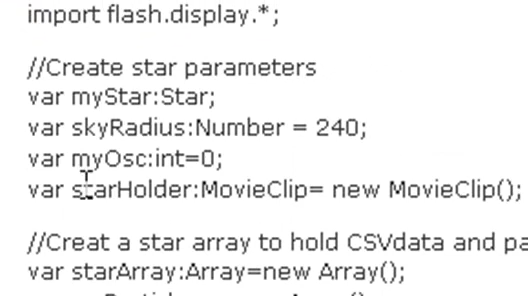 import flash.display.*;
//Create star parameters
var myStar:Star;
var skyRadius:Number = 240;
var myOsc:int=0;
var starHolder:MovieClip= new MovieClip();
//Creat a star array to hold CSVdata and pa
var starArray:Array=new Array();